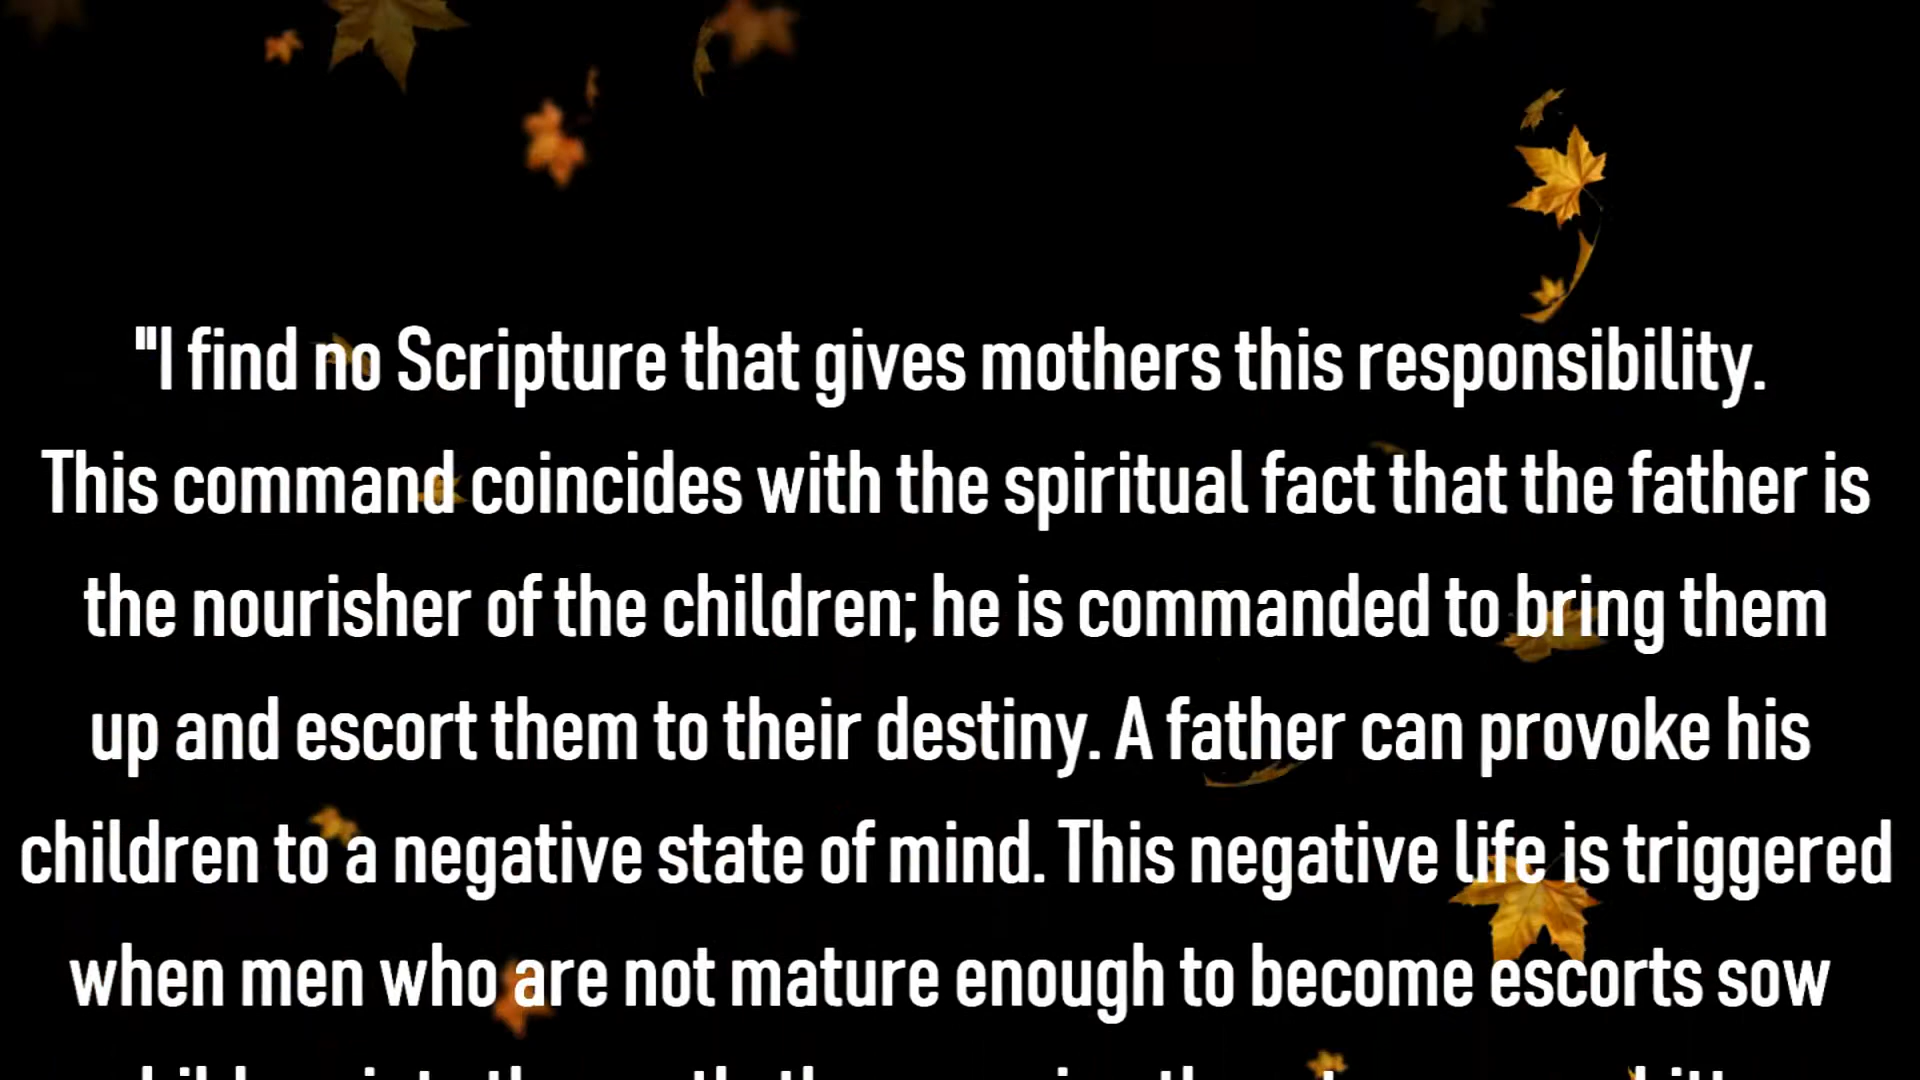 "I find no Scripture that gives mothers this responsibility.
This command coincides with the spiritual fact that the father is
the nourisher of the children; he is commanded to bring them
up and escort them to their destiny. A father can provoke his
children to a negative state of mind. This negative life is triggered
when men who are not mature enough to become escorts sow